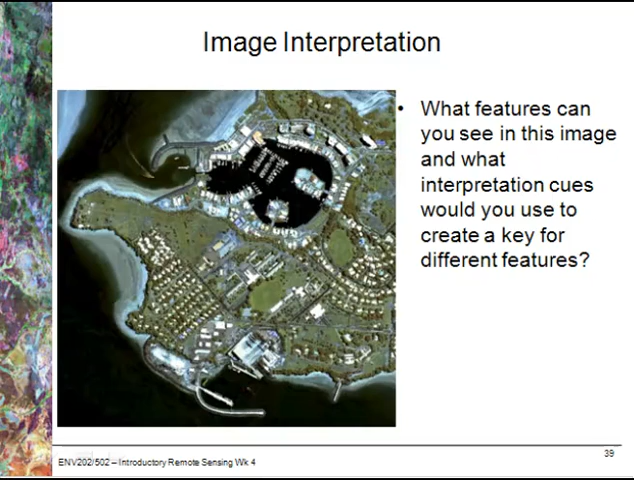 Image Interpretation
• What features can
you see in this image
and what
interpretation cues
would you use to
create a key for
different features?
39
ENV202/502 – Introductory Remote Sensing Wk 4